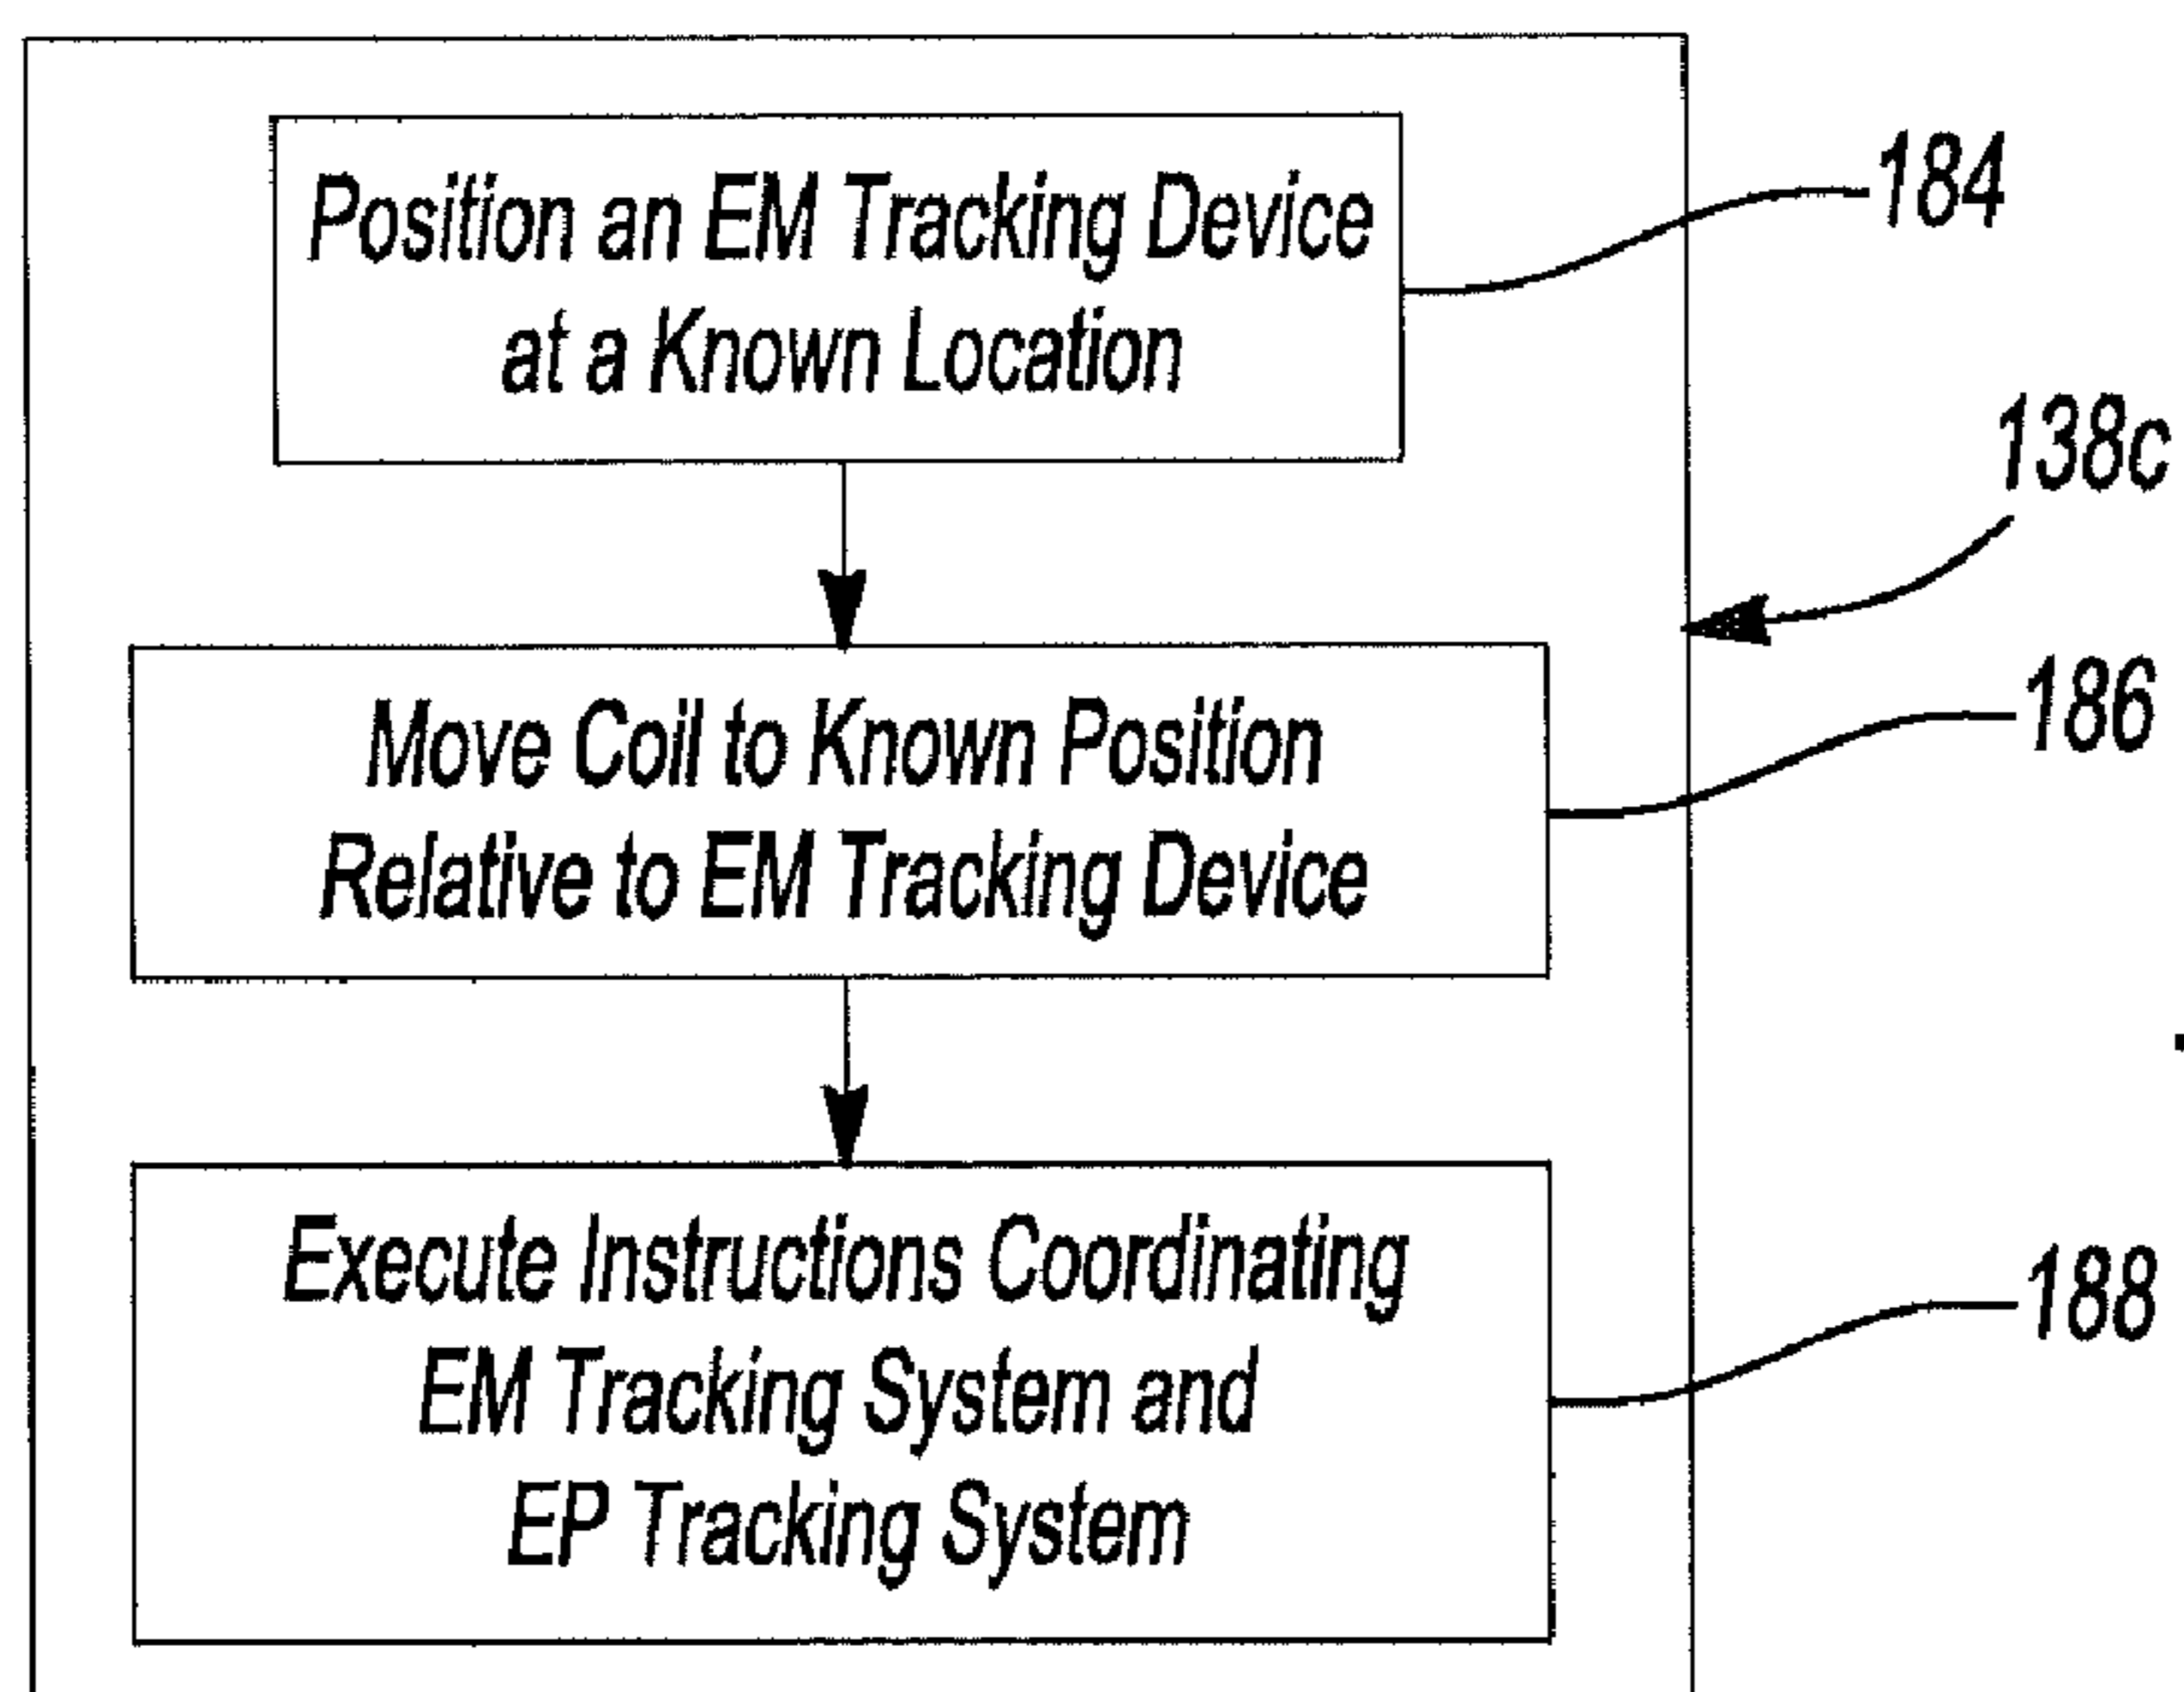 Position an EM Tracking Device
at a Known Location
184
138c
Move Coil to Known Position
Relative to EM Tracking Device
186
Execute Instructions Coordinating
EM Tracking System and
EP Tracking System
188